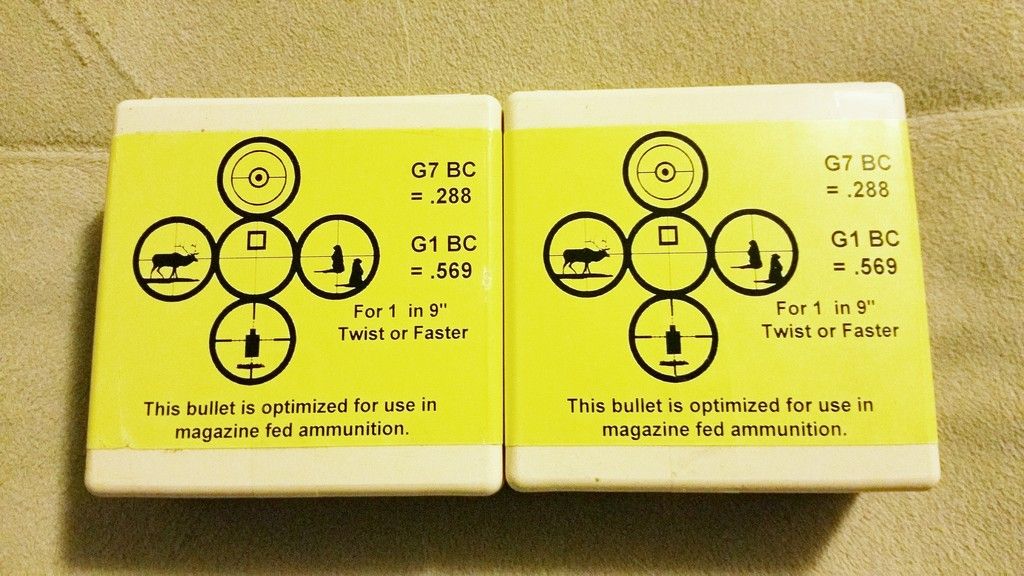 G7 BC
= .288
G1 BC
= .569
For 1 in 9"
Twist or Faster
This bullet is optimized for use in
magazine fed ammunition.
G7 BC
= .288
G1 BC
= .569
For 1 in 9"
Twist or Faster
This bullet is optimized for use in
magazine fed ammunition.